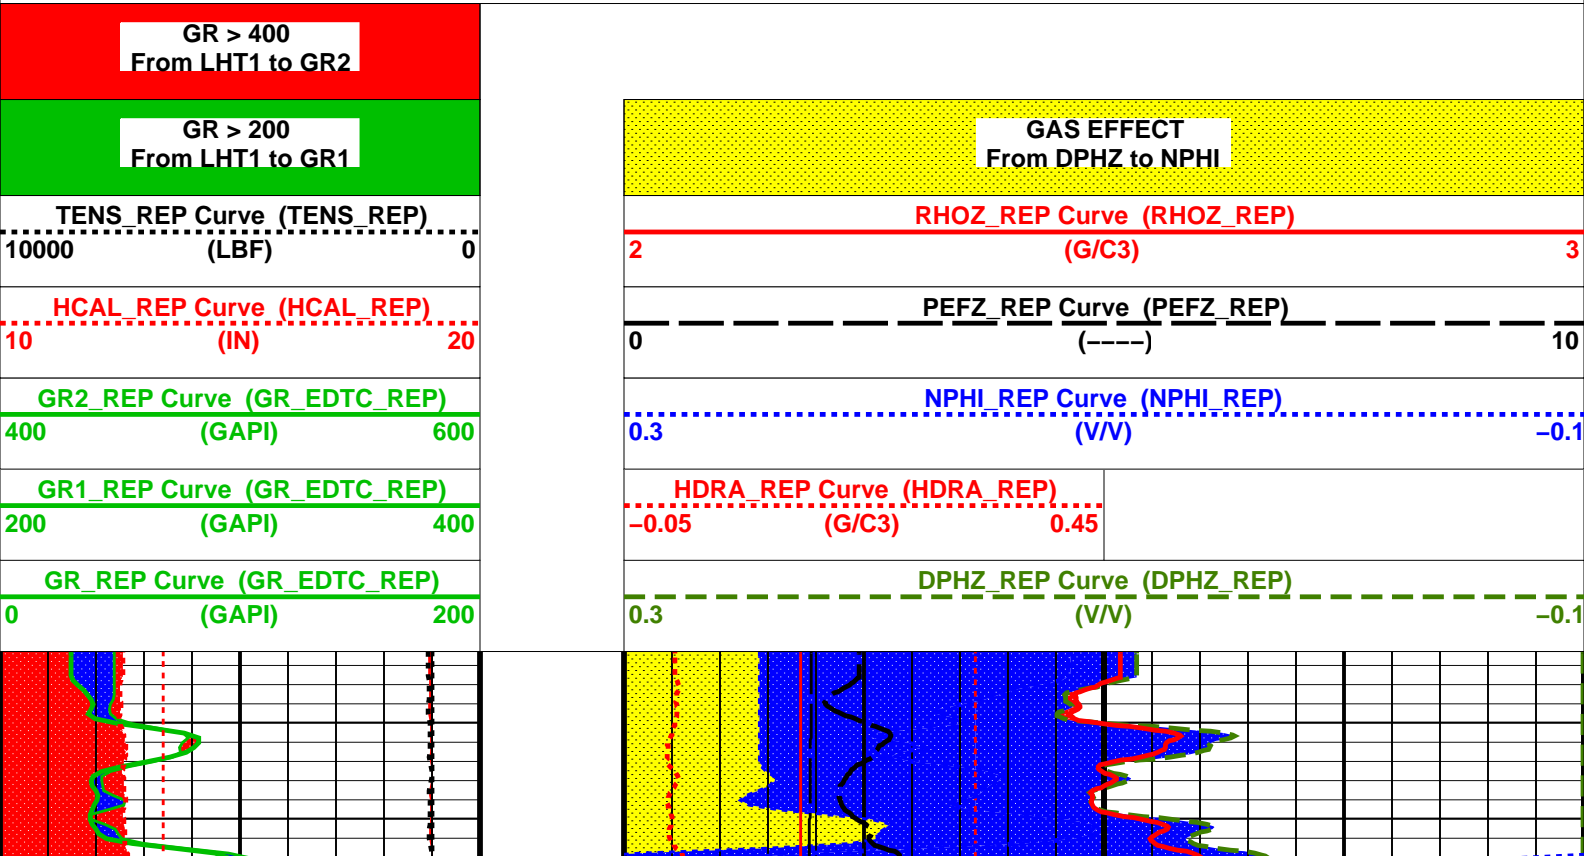 GR > 400
From LHT1 to GR2
GR > 200
From LHT1 to GR1
GAS EFFECT
From DPHZ to NPHI
TENS_REP Curve (TENS_REP)
10000 (LBF) 0
RHOZ_REP Curve (RHOZ_REP)
2 (G/C3) 3
HCAL_REP Curve (HCAL_REP)
10 (IN) 20
PEFZ_REP Curve (PEFZ_REP)
0 (−−−−) 10
GR2_REP Curve (GR_EDTC_REP)
400 (GAPI) 600
NPHI_REP Curve (NPHI_REP)
0.3 (V/V) −0.1
GR1_REP Curve (GR_EDTC_REP)
200 (GAPI) 400
HDRA_REP Curve (HDRA_REP)
−0.05 (G/C3) 0.45
GR_REP Curve (GR_EDTC_REP)
0 (GAPI) 200
DPHZ_REP Curve (DPHZ_REP)
0.3 (V/V) −0.1